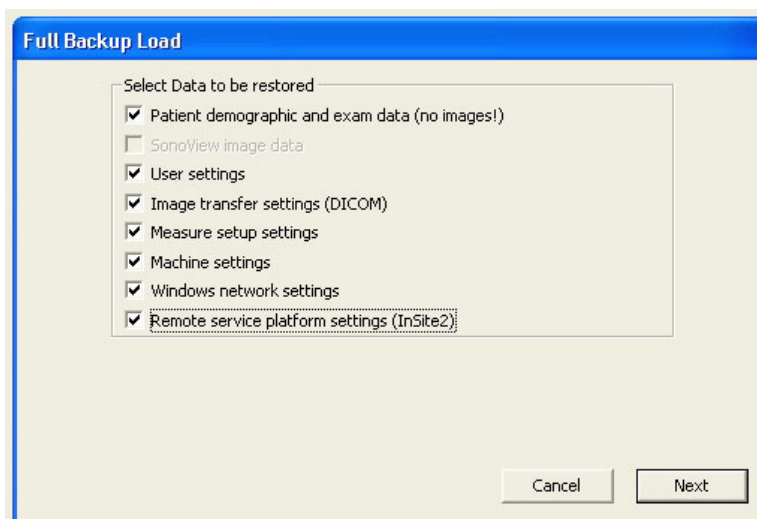 Full Backup Load
Select Data to be restored
Patient demographic and exam data (no images!)
SonoView image data
User settings
Image transfer settings (DICOM)
Measure setup settings
Machine settings
Windows network settings
Remote service platform settings (InSite2)
Cancel Next